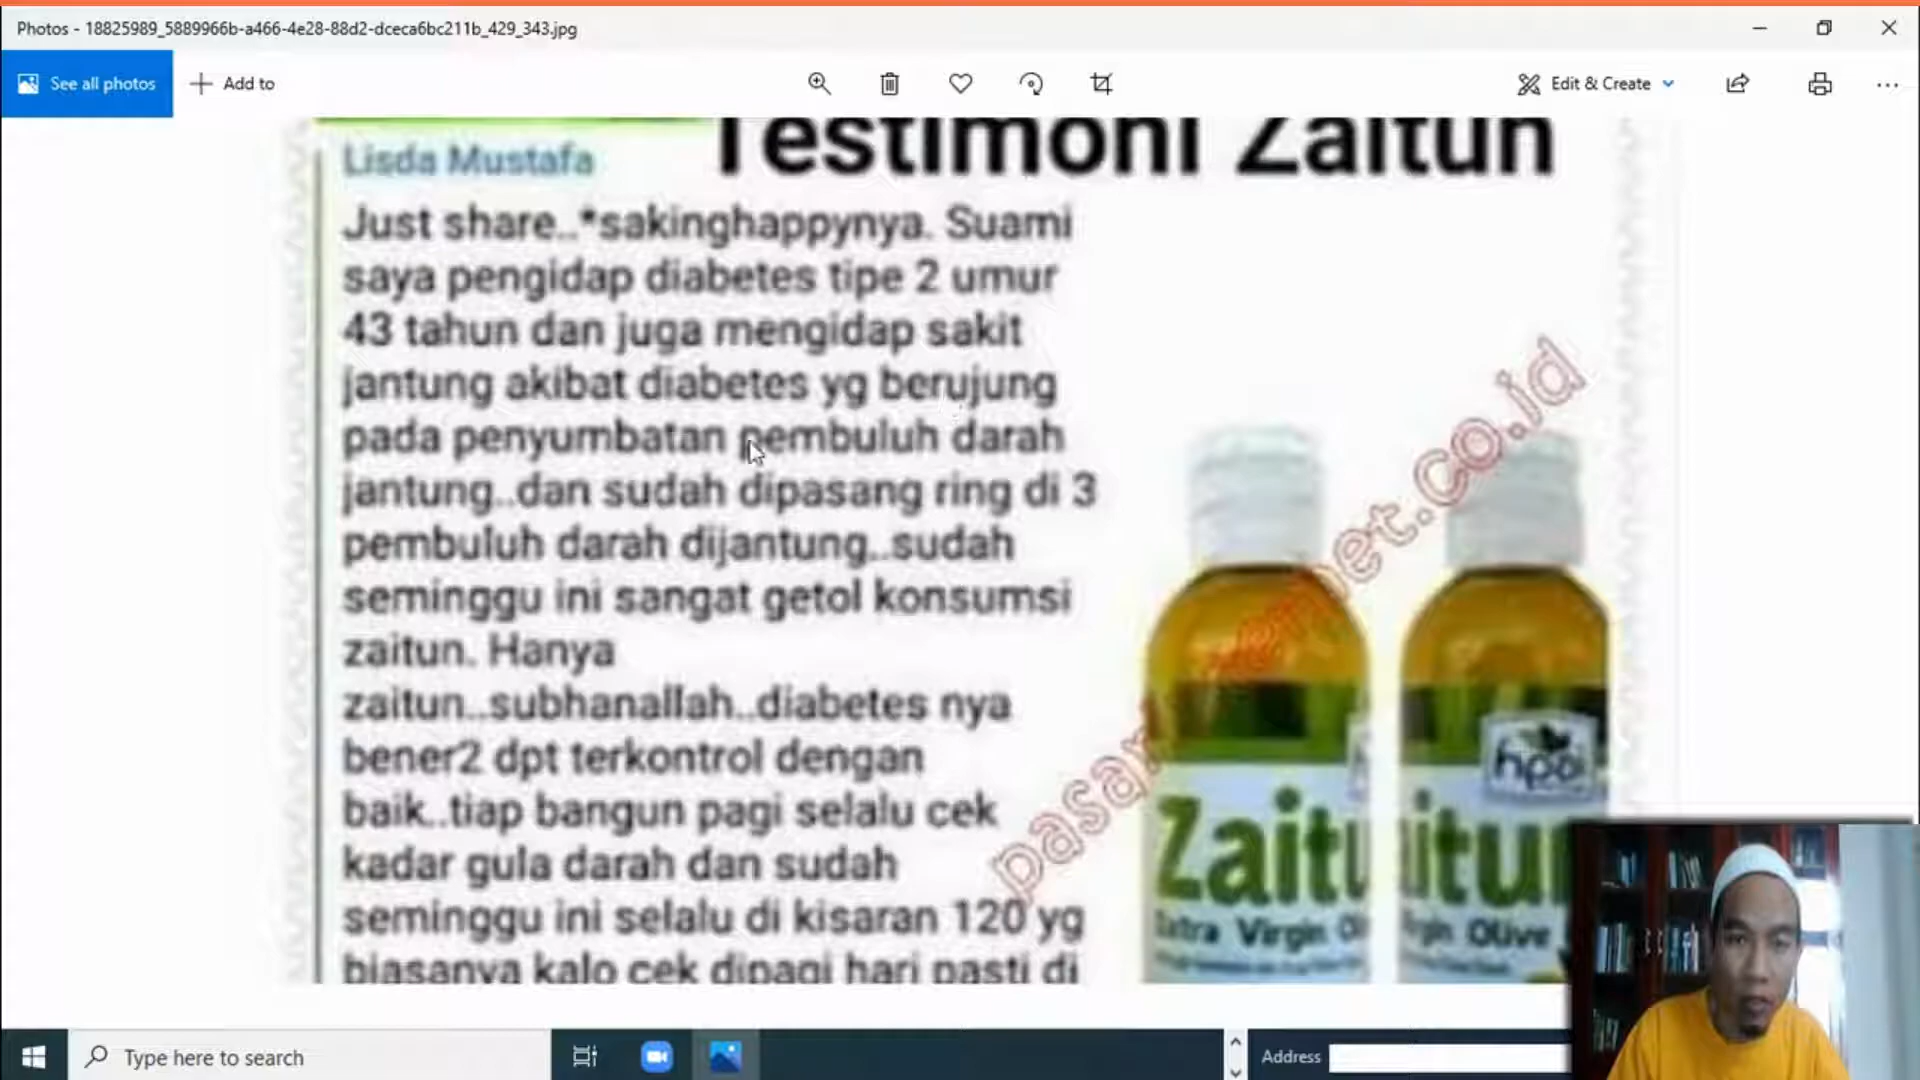 Photos - 18825989_5889966b-a466-4e28-88d2-dceca6bc211b_429_343.jpg
See all photos
Add to
Edit & Create
Testimoni Zaitun
Lisda Mustafa
Just share..*sakinghappynya. Suami
saya pengidap diabetes tipe 2 umur
43 tahun dan juga mengidap sakit
jantung akibat diabetes yg berujung
pada penyumbatan pembuluh darah
jantung..dan sudah dipasang ring di 3
pembuluh darah dijantung..sudah
seminggu ini sangat getol konsumsi
zaitun. Hanya
zaitun..subhanallah..diabetes nya
bener2 dpt terkontrol dengan
baik..tiap bangun pagi selalu cek
kadar gula darah dan sudah
seminggu ini selalu di kisaran 120 yg
biasanya kalo cek dipagi hari pasti di
hpai
Zaitu
itun
Extra Virgin Ol
Virgin Olive
Type here to search
Address